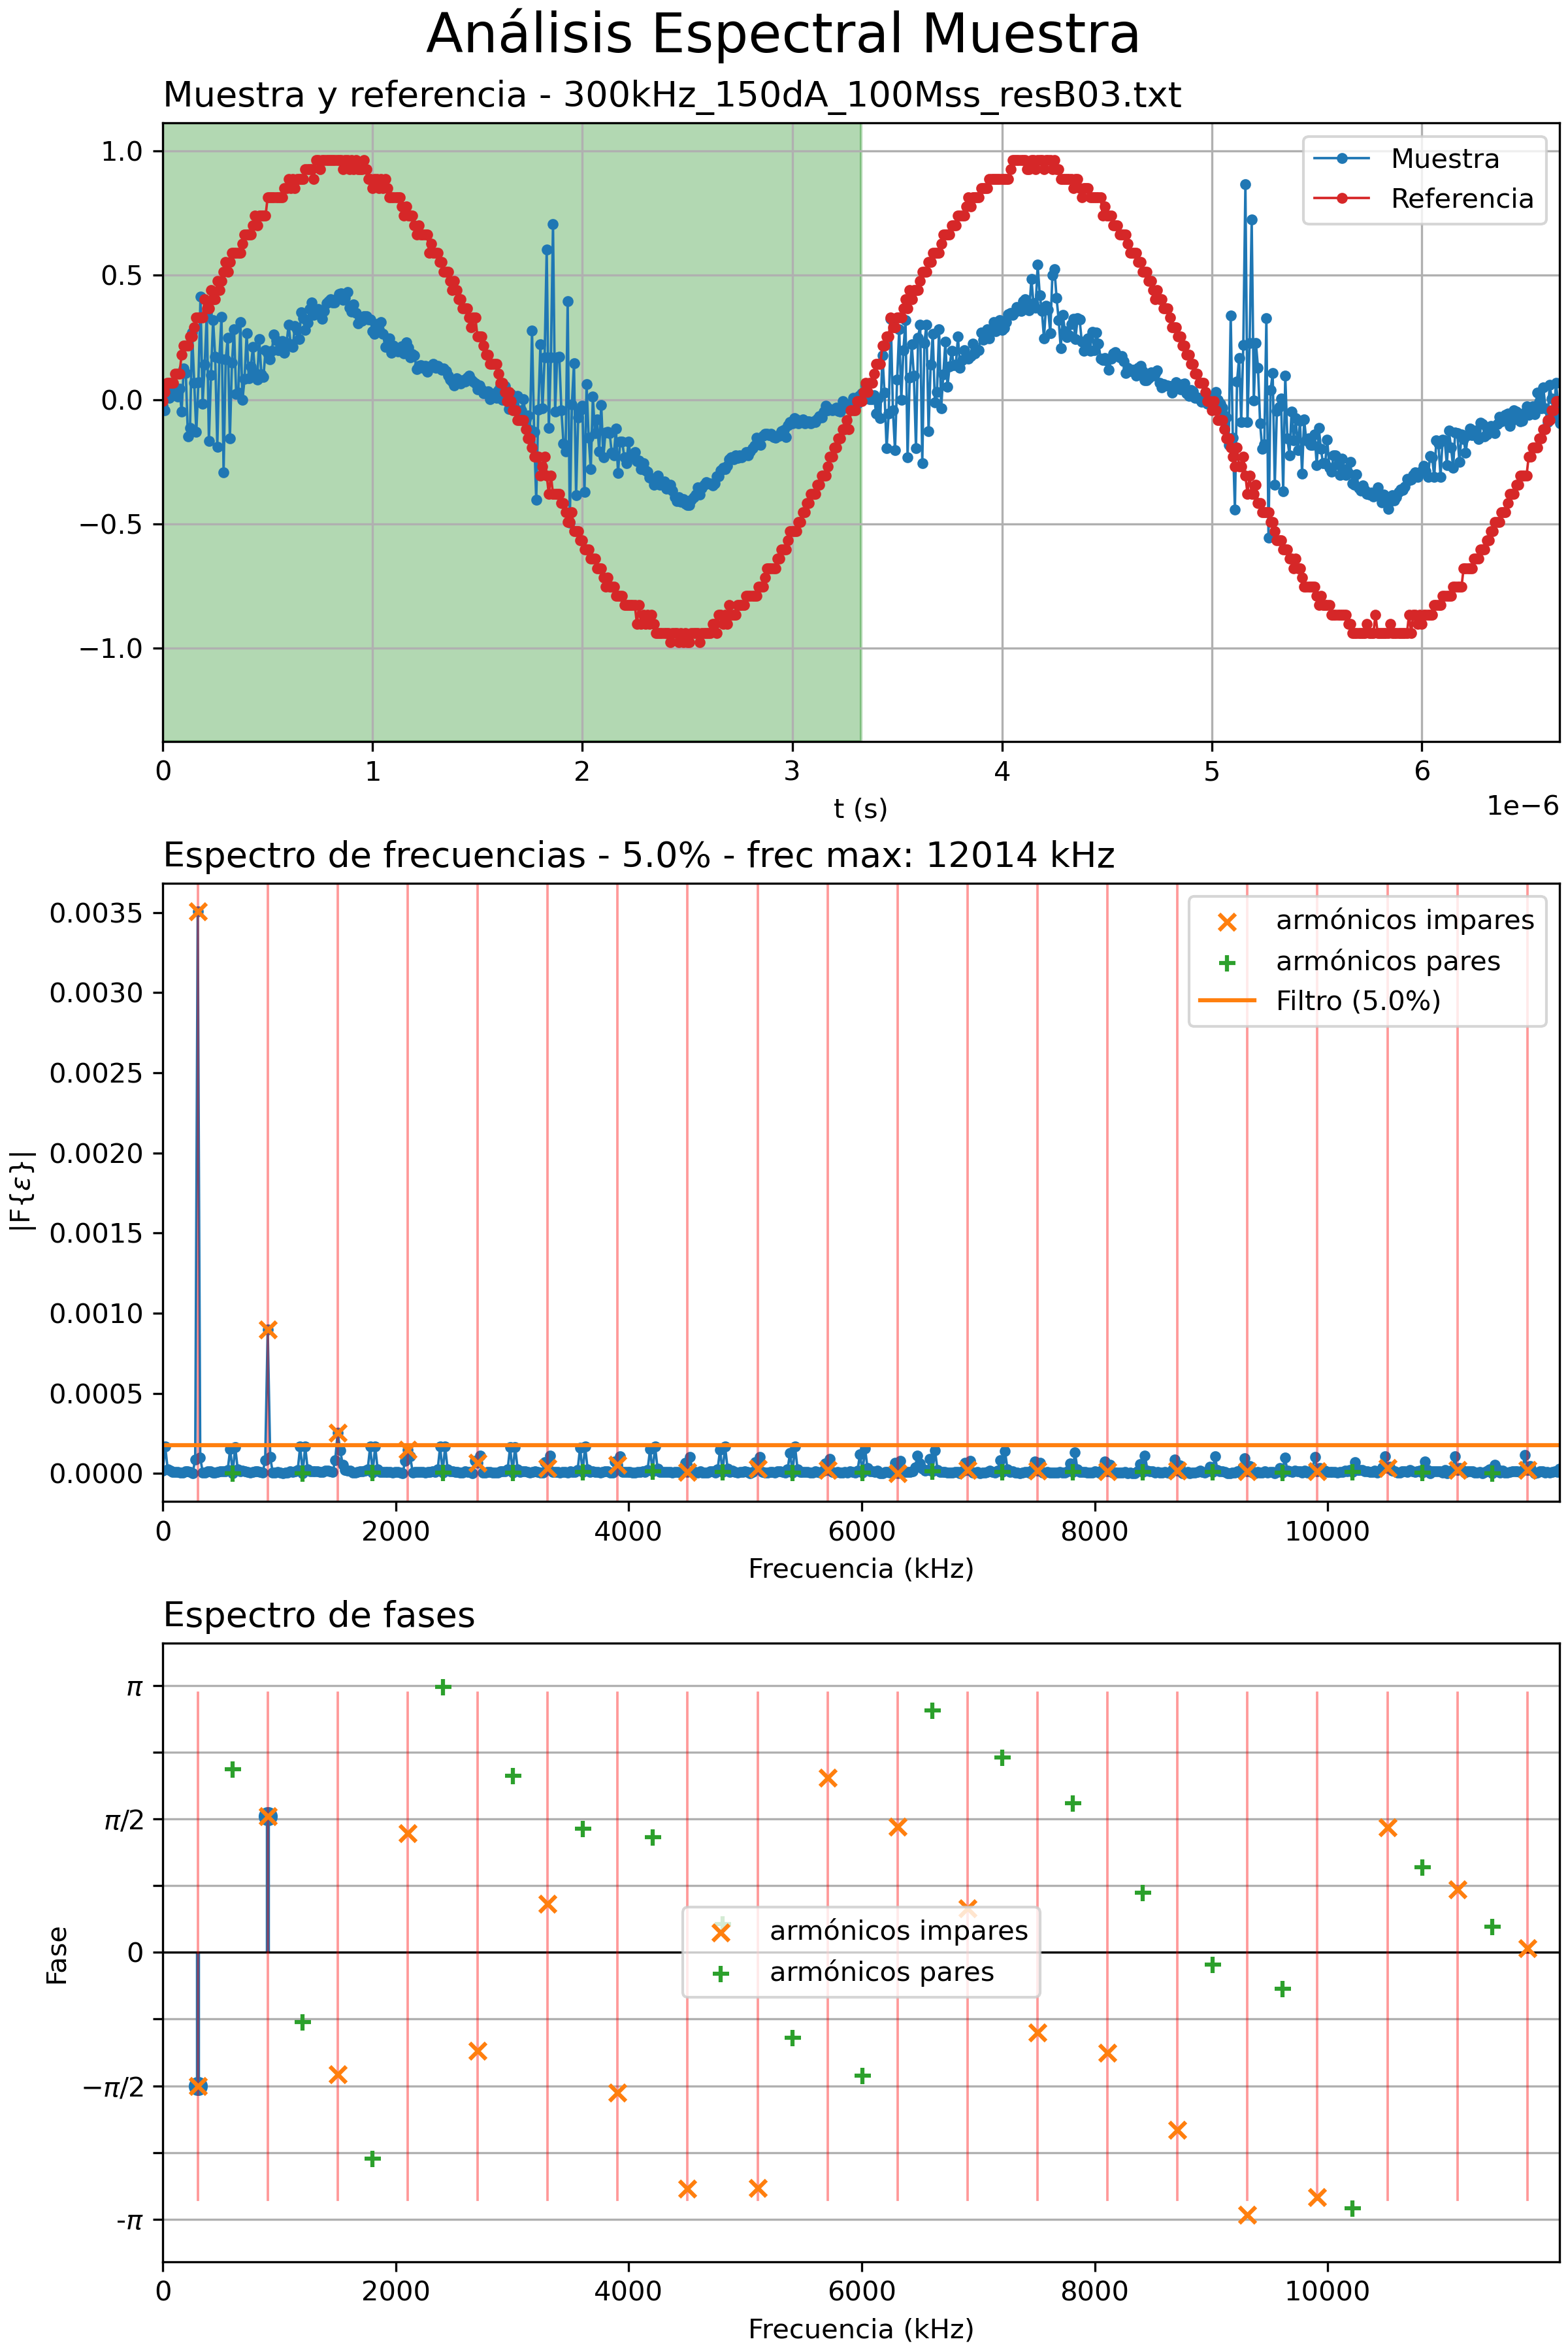 Análisis Espectral Muestra
Muestra y referencia - 300kHz_150dA_100Mss_resB03.txt
1.0
0.5
0.0
−0.5
−1.0
Muestra
Referencia
0 1 2 3 4 5 6
1e−6
t (s)
Espectro de frecuencias - 5.0% - frec max: 12014 kHz
0.0035
0.0030
0.0025
0.0020
0.0015
0.0010
0.0005
0.0000
|F{ε}|
armónicos impares
armónicos pares
Filtro (5.0%)
0 2000 4000 6000 8000 10000
Frecuencia (kHz)
Espectro de fases
π
π/2
0
−π/2
-π
Fase
armónicos impares
armónicos pares
0 2000 4000 6000 8000 10000
Frecuencia (kHz)